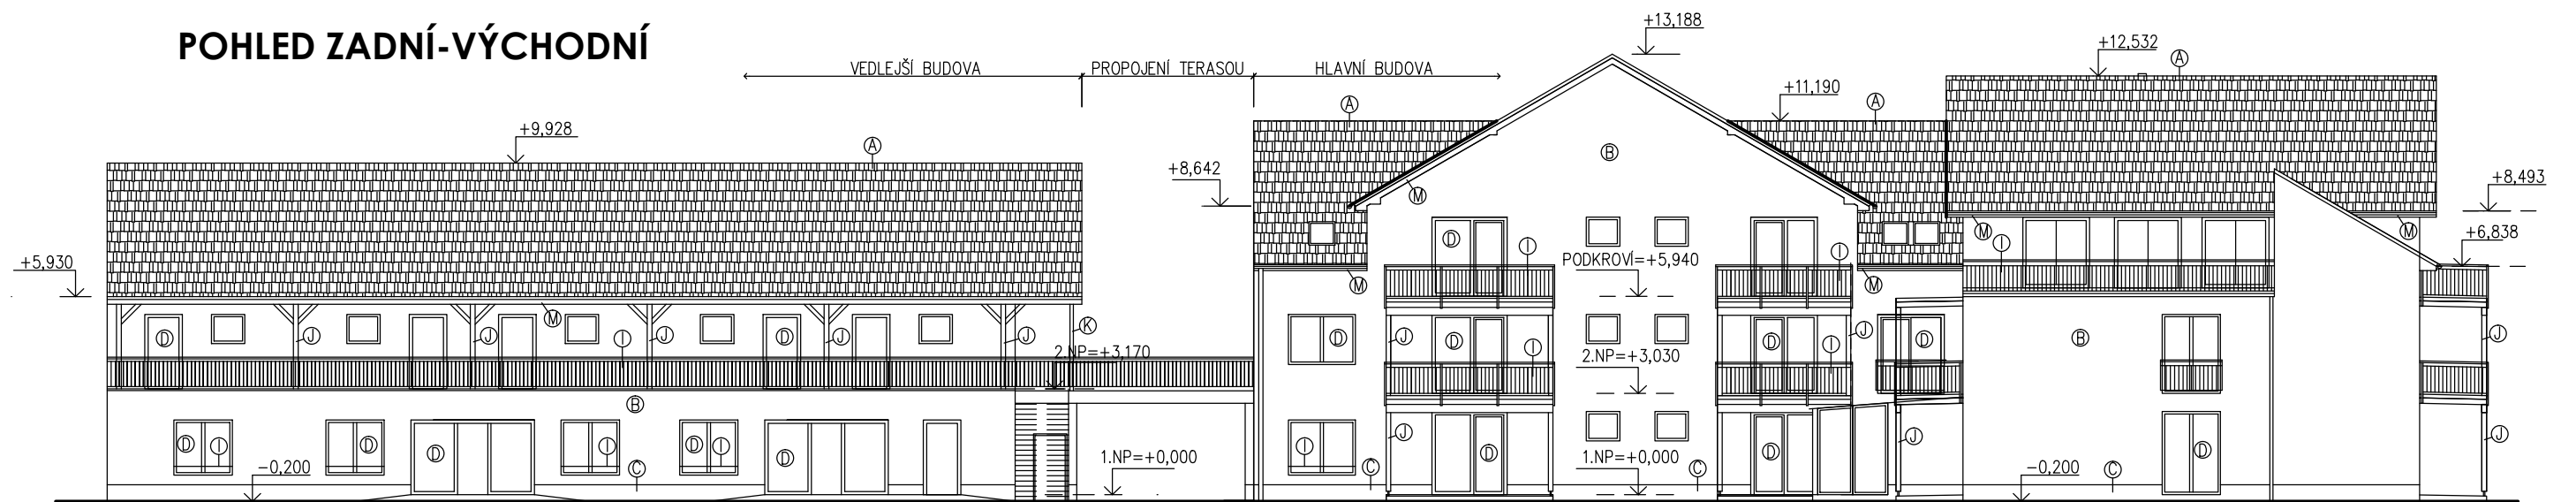 POHLED ZADNÍ-VÝCHODNÍ
VEDLEJŠÍ BUDOVA
PROPOJENÍ TERASOU
HLAVNÍ BUDOVA
+13,188
+12,532
A
A
+11,190
A
+9,928
A
B
+8,642
M
+8,493
M
M
+6,838
D
I
I
I
PODKROVÍ=+5,940
+5,930
M
M
M
K
D
J
J
J
D
J
J
I
2.NP=+3,170
D
J
D
I
2.NP=+3,030
D
I
J
D
B
J
B
D
I
D
D
I
D
I
D
-0,200
C
1.NP=+0,000
I
C
J
D
1.NP=+0,000
C
D
J
-0,200
C
D
J